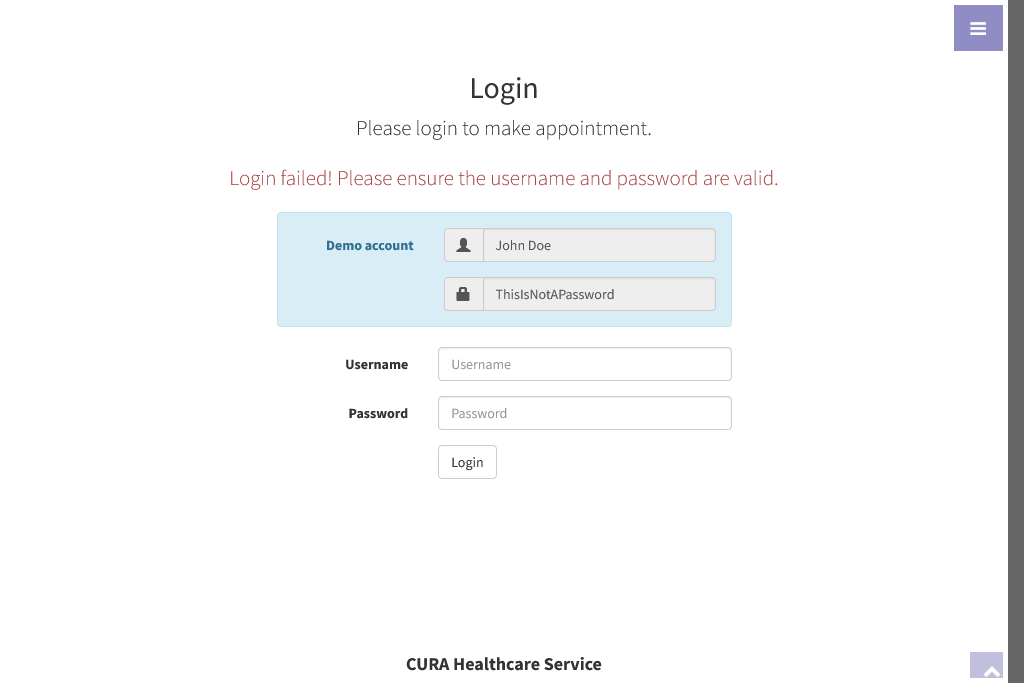 Login
Please login to make appointment.
Login failed! Please ensure the username and password are valid.
Demo account John Doe
ThisIsNotAPassword
Username Username
Password Password
Login
CURA Healthcare Service